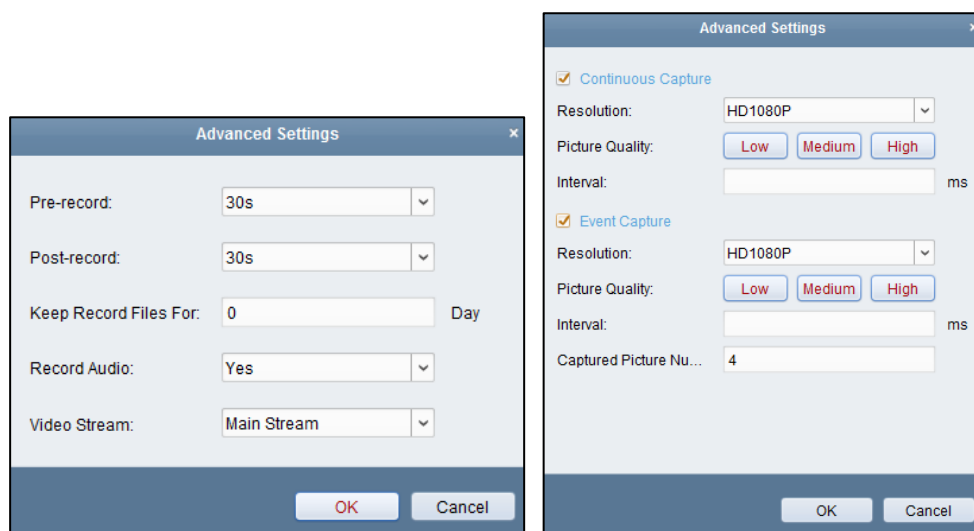 Advanced Settings ×
Pre-record: 30s
Post-record: 30s
Keep Record Files For: 0 Day
Record Audio: Yes
Video Stream: Main Stream
OK Cancel
Advanced Settings ×
Continuous Capture
Resolution: HD1080P
Picture Quality: Low Medium High
Interval: ms
Event Capture
Resolution: HD1080P
Picture Quality: Low Medium High
Interval: ms
Captured Picture Nu... 4
OK Cancel